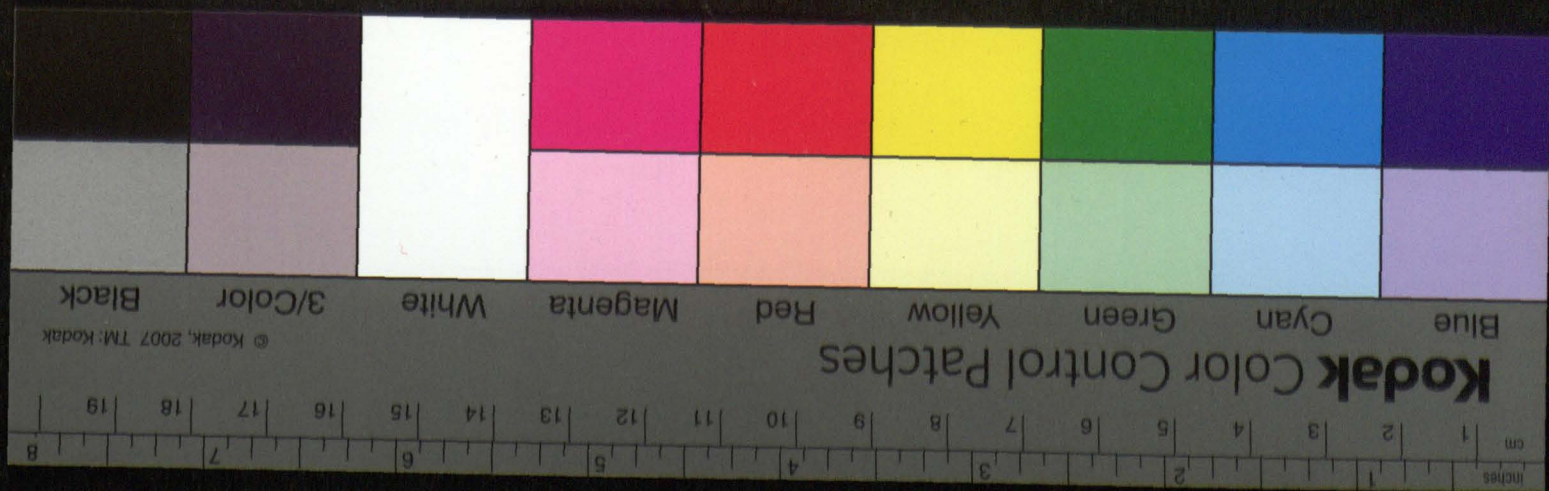 inches 1 2 3 4 5 6 7 8
cm 1 2 3 4 5 6 7 8 9 10 11 12 13 14 15 16 17 18 19
Kodak Color Control Patches
© Kodak, 2007 TM: Kodak
Blue Cyan Green Yellow Red Magenta White 3/Color Black